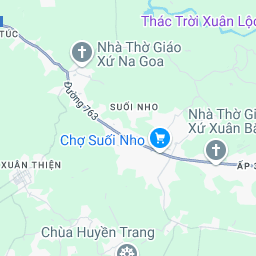 Thác Trời Xuân Lộc
TÚC
Nhà Thờ Giáo
Xứ Na Goa
Đường 763
SUỐI NHO
Nhà Thờ Gi
Xứ Xuân Bắ
Chợ Suối Nho
XUÂN THIỆN
ẤP 3
Chùa Huyền Trang